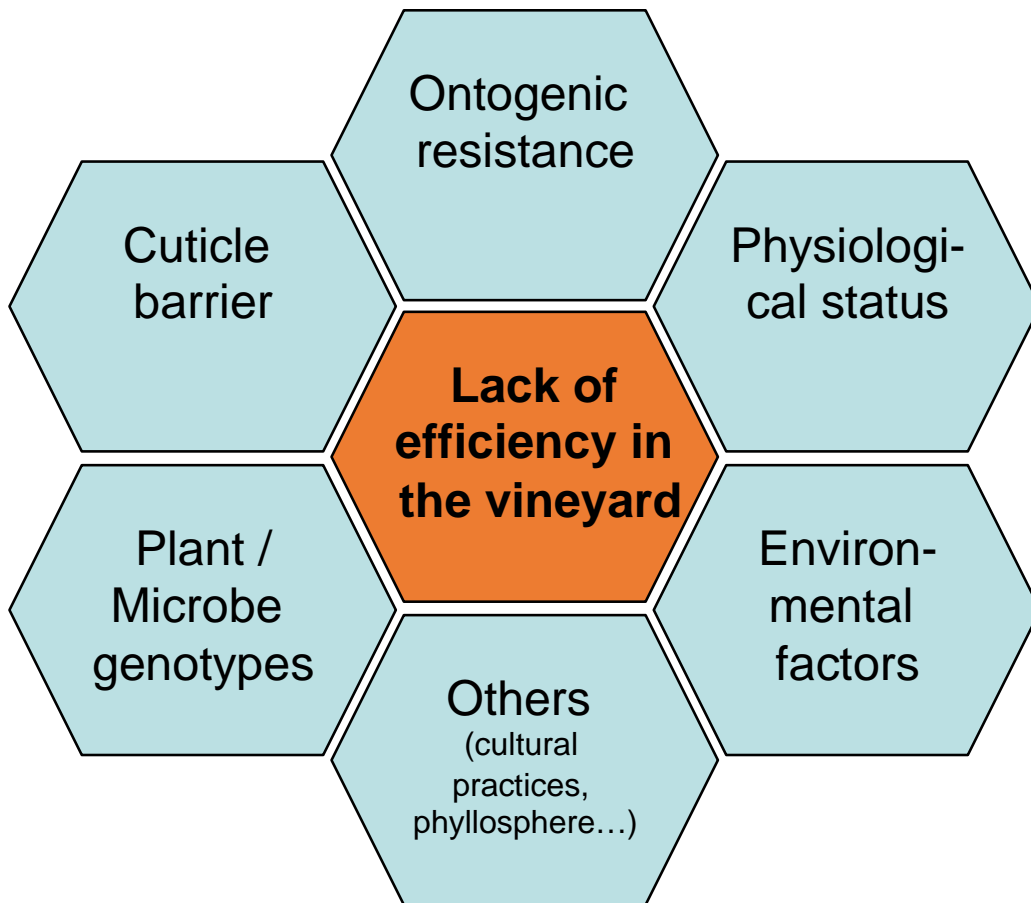 Ontogenic
resistance
Cuticle
barrier
Physiologi-
cal status
Lack of
efficiency in
the vineyard
Plant /
Microbe
genotypes
Environ-
mental
factors
Others
(cultural
practices,
phyllosphere…)